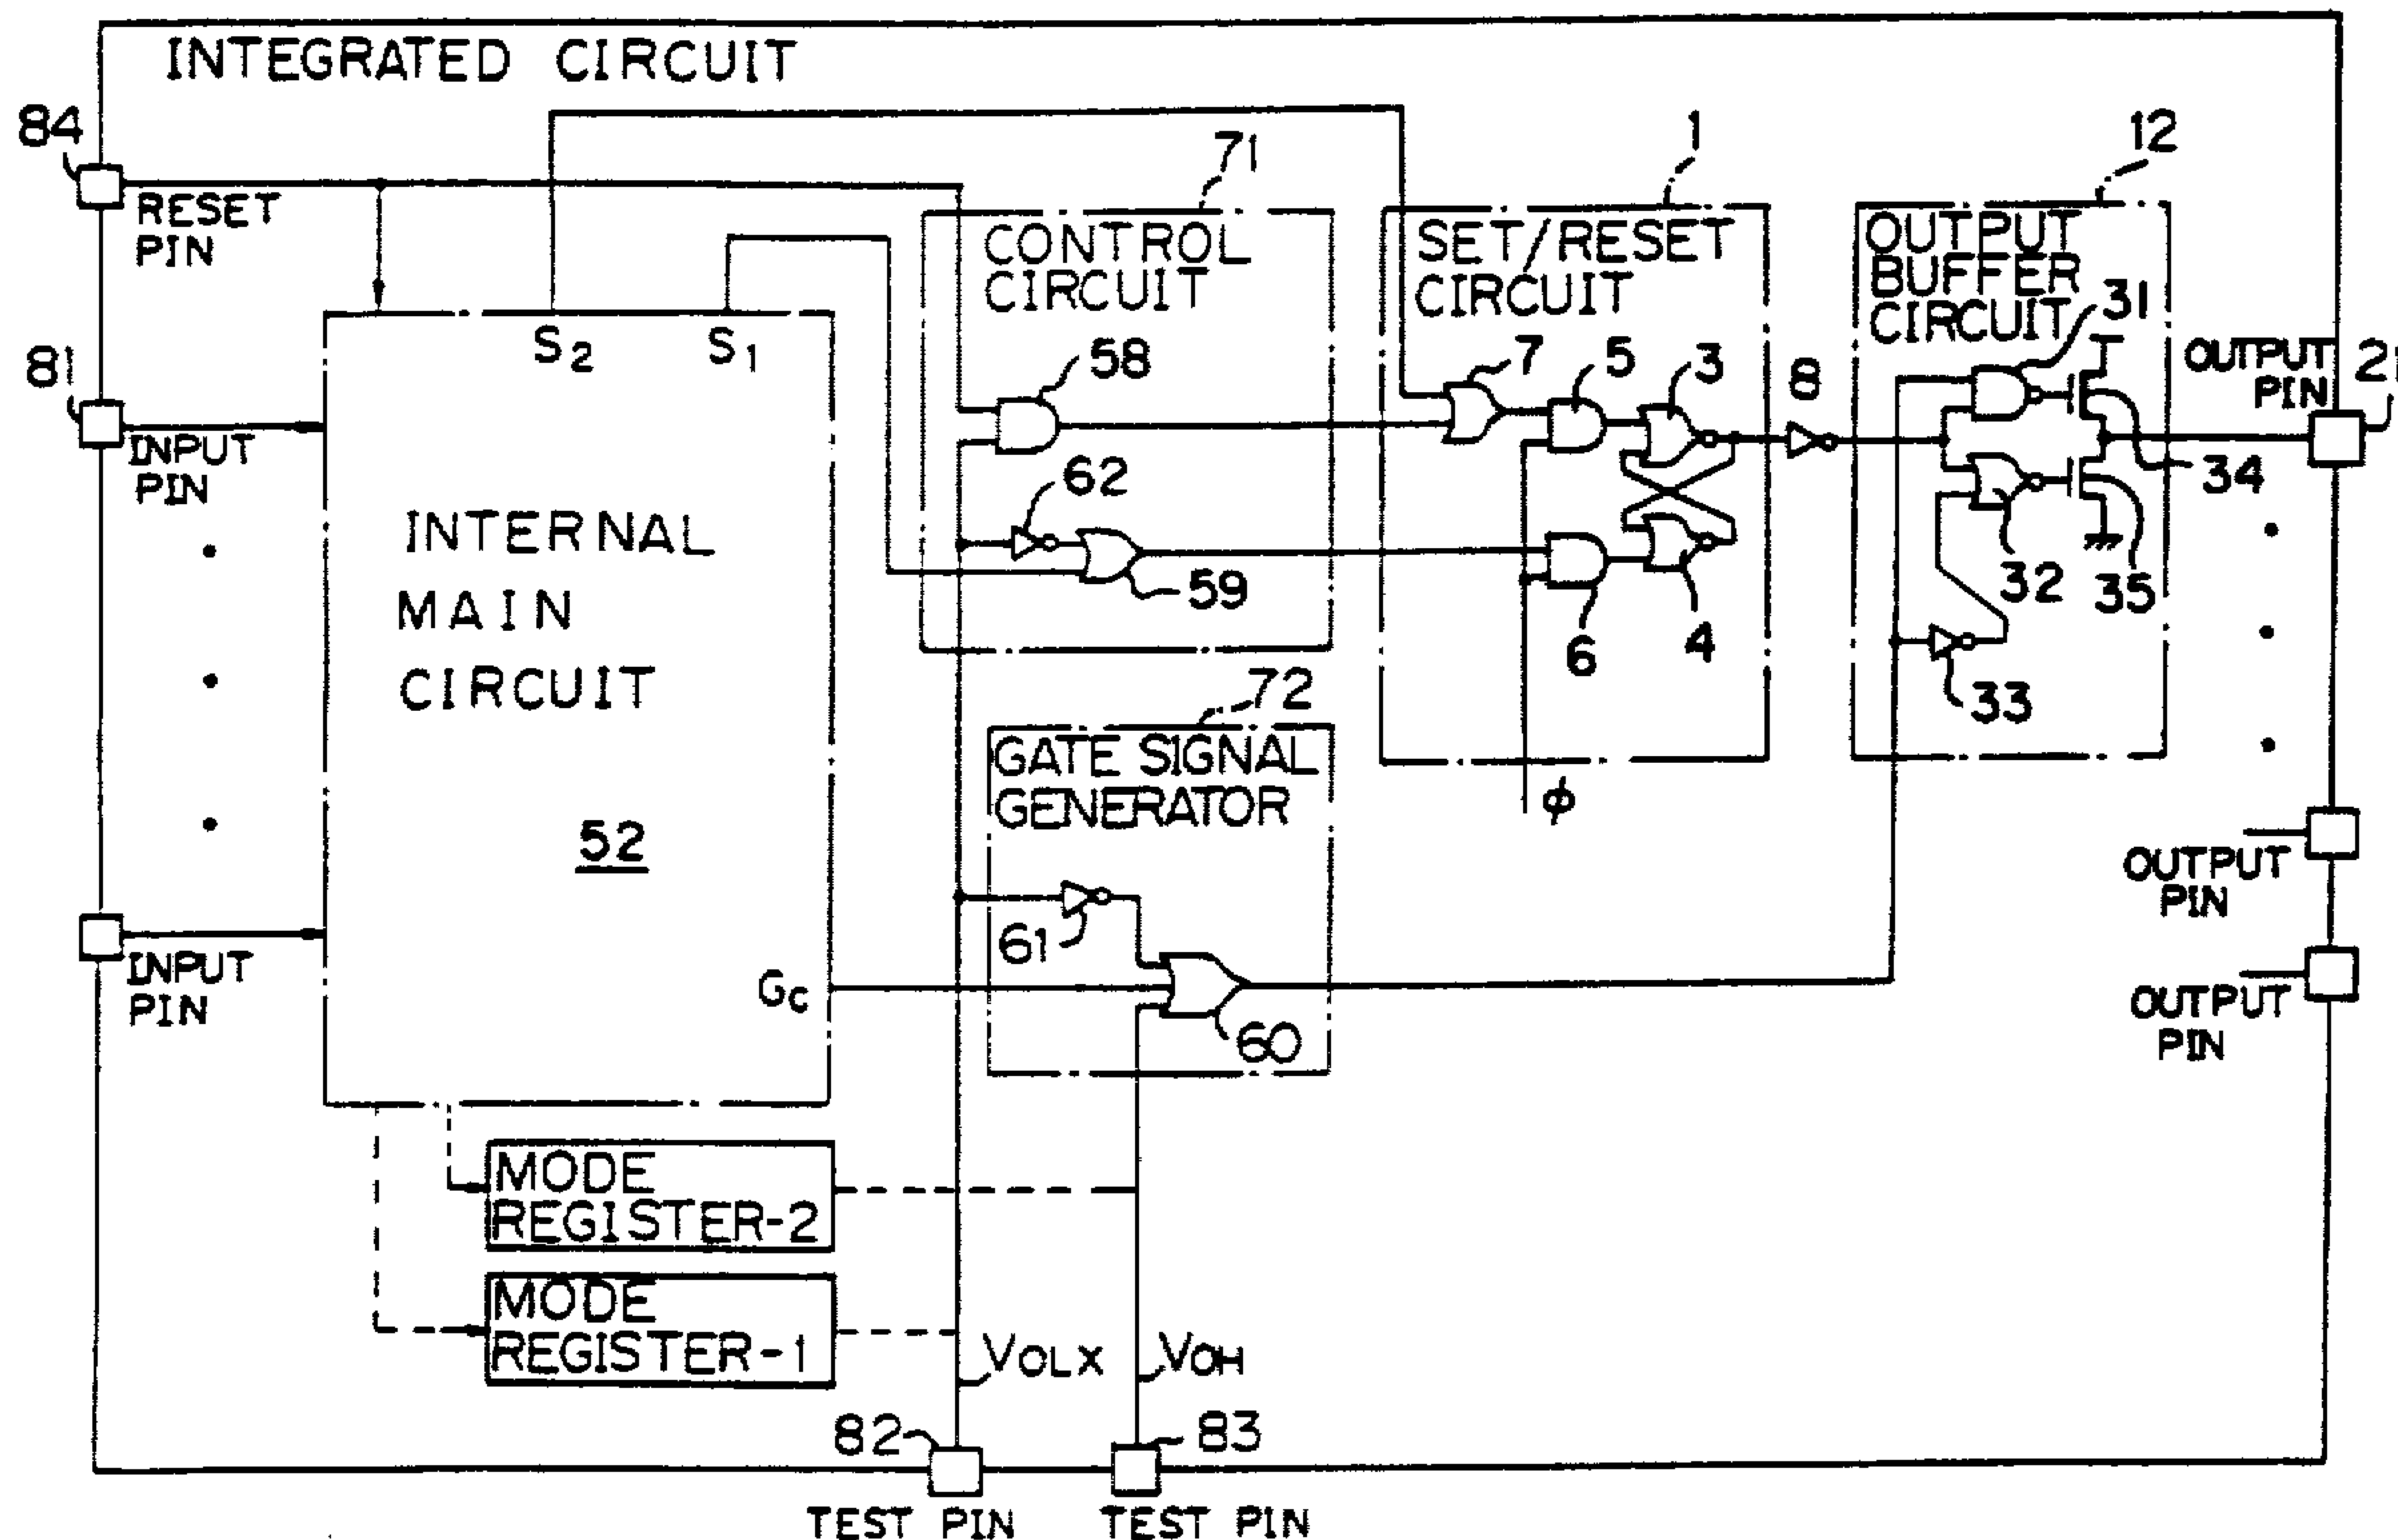 INTEGRATED CIRCUIT
84
RESET
PIN
71
1
12
CONTROL
CIRCUIT
SET/RESET
CIRCUIT
OUTPUT
BUFFER
CIRCUIT
31
S2
S1
58
7
5
3
8
OUTPUT
PIN
21
81
INPUT
PIN
62
34
INTERNAL
MAIN
CIRCUIT
52
59
6
4
32
35
33
72
GATE SIGNAL
GENERATOR
φ
OUTPUT
PIN
61
INPUT
PIN
GC
60
OUTPUT
PIN
MODE
REGISTER-2
MODE
REGISTER-1
VOLX
VOH
82
83
TEST PIN
TEST PIN